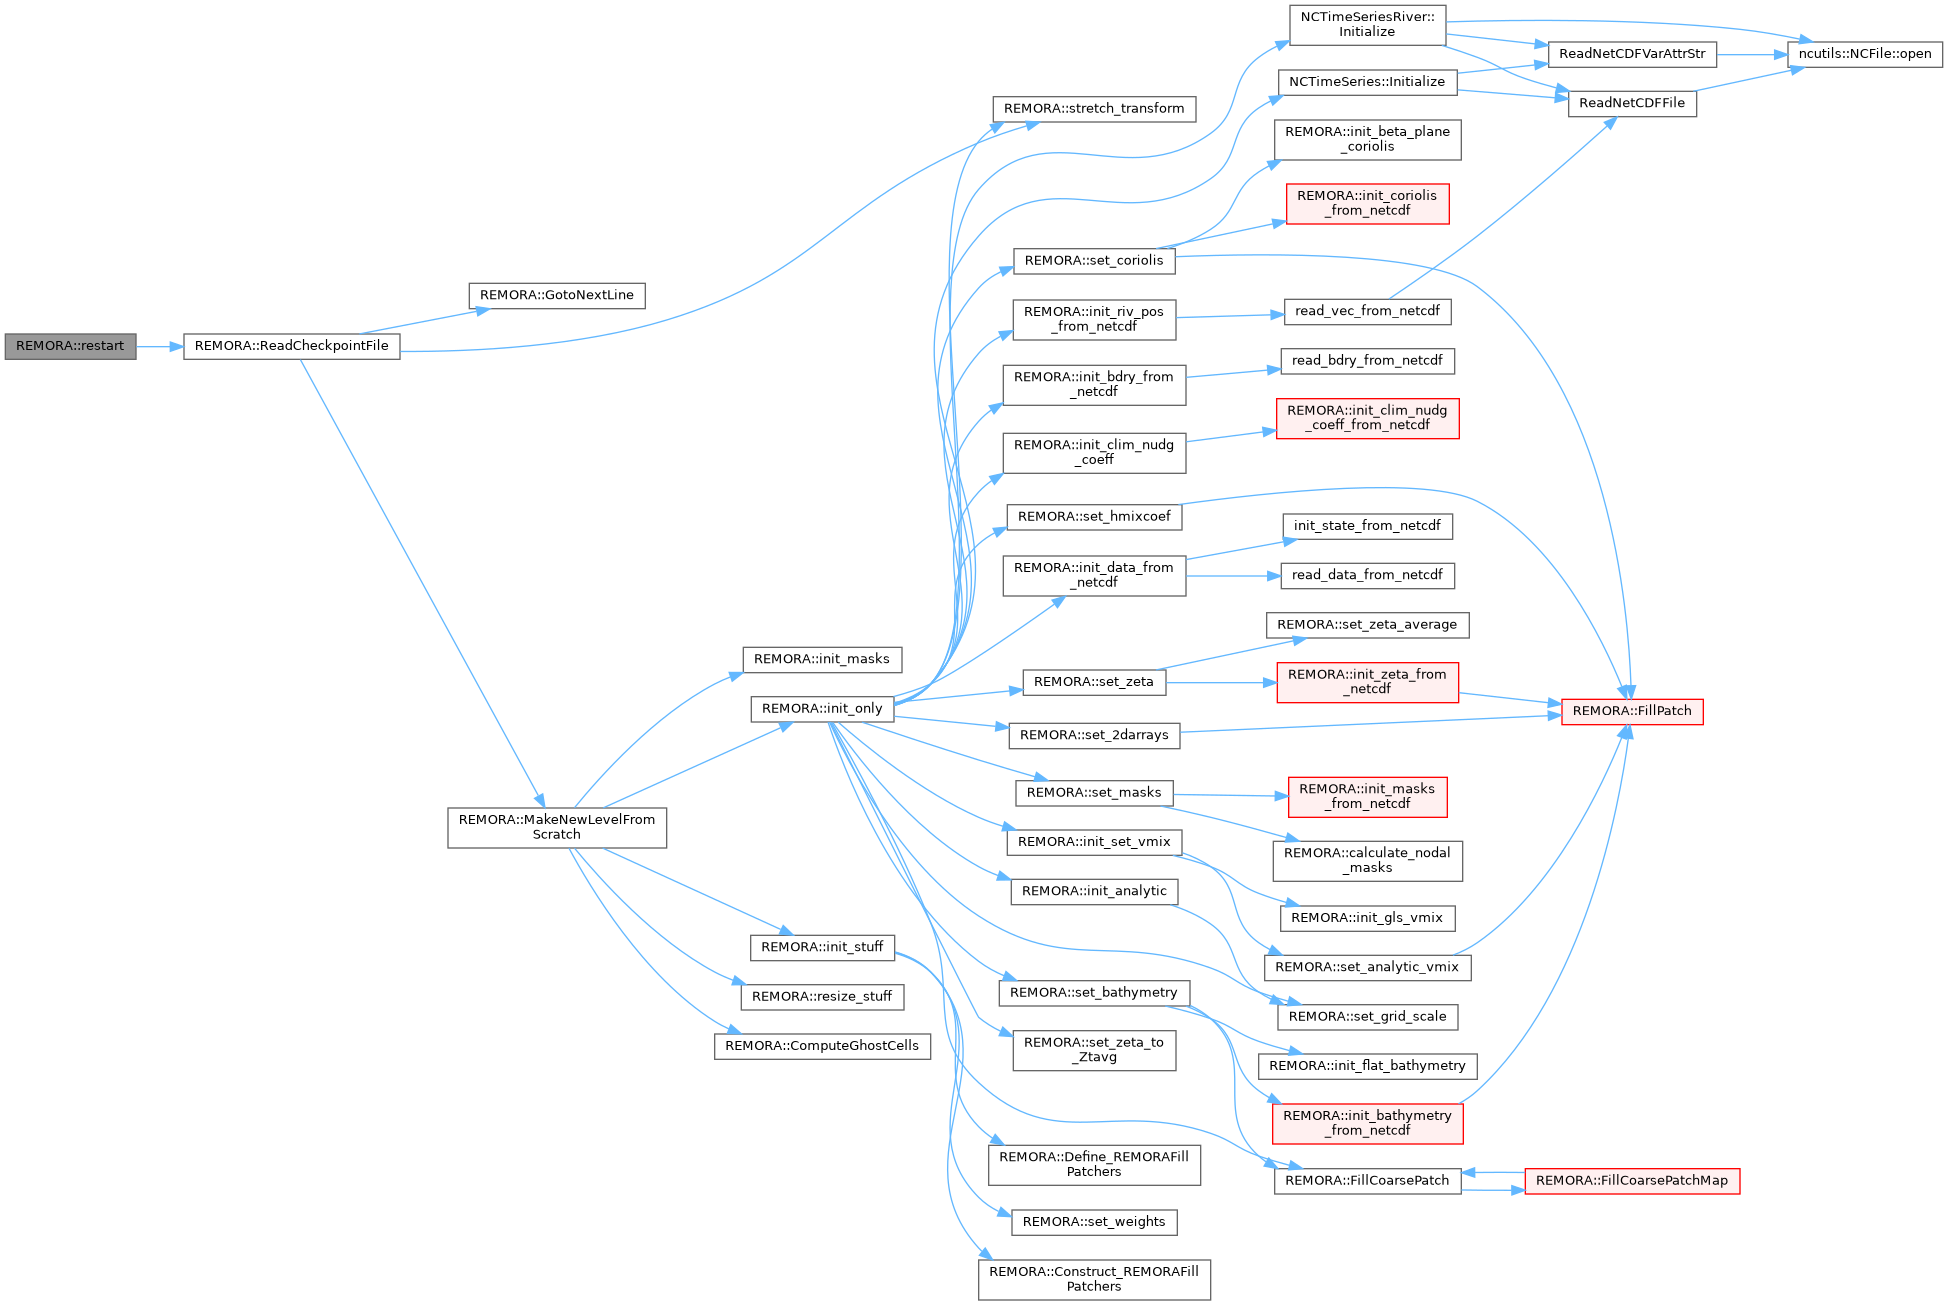 NCTimeSeriesRiver::
Initialize
ReadNetCDFVarAttrStr
ncutils::NCFile::open
NCTimeSeries::Initialize
ReadNetCDFFile
REMORA::stretch_transform
REMORA::init_beta_plane
_coriolis
REMORA::init_coriolis
_from_netcdf
REMORA::set_coriolis
REMORA::GotoNextLine
REMORA::init_riv_pos
_from_netcdf
read_vec_from_netcdf
REMORA::restart
REMORA::ReadCheckpointFile
read_bdry_from_netcdf
REMORA::init_bdry_from
_netcdf
REMORA::init_clim_nudg
_coeff_from_netcdf
REMORA::init_clim_nudg
_coeff
REMORA::set_hmixcoef
init_state_from_netcdf
REMORA::init_data_from
_netcdf
read_data_from_netcdf
REMORA::set_zeta_average
REMORA::init_masks
REMORA::set_zeta
REMORA::init_zeta_from
_netcdf
REMORA::init_only
REMORA::FillPatch
REMORA::set_2darrays
REMORA::set_masks
REMORA::init_masks
_from_netcdf
REMORA::MakeNewLevelFrom
Scratch
REMORA::init_set_vmix
REMORA::calculate_nodal
_masks
REMORA::init_analytic
REMORA::init_gls_vmix
REMORA::init_stuff
REMORA::set_analytic_vmix
REMORA::resize_stuff
REMORA::set_bathymetry
REMORA::set_grid_scale
REMORA::ComputeGhostCells
REMORA::set_zeta_to
_Ztavg
REMORA::init_flat_bathymetry
REMORA::init_bathymetry
_from_netcdf
REMORA::Define_REMORAFill
Patchers
REMORA::FillCoarsePatch
REMORA::FillCoarsePatchMap
REMORA::set_weights
REMORA::Construct_REMORAFill
Patchers